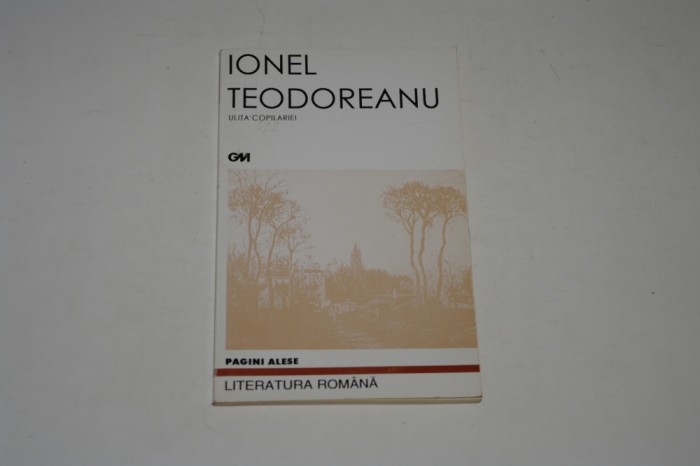 IONEL
TEODOREANU
ULITA COPILARIEI
GM
PAGINI ALESE
LITERATURA ROMÂNĂ